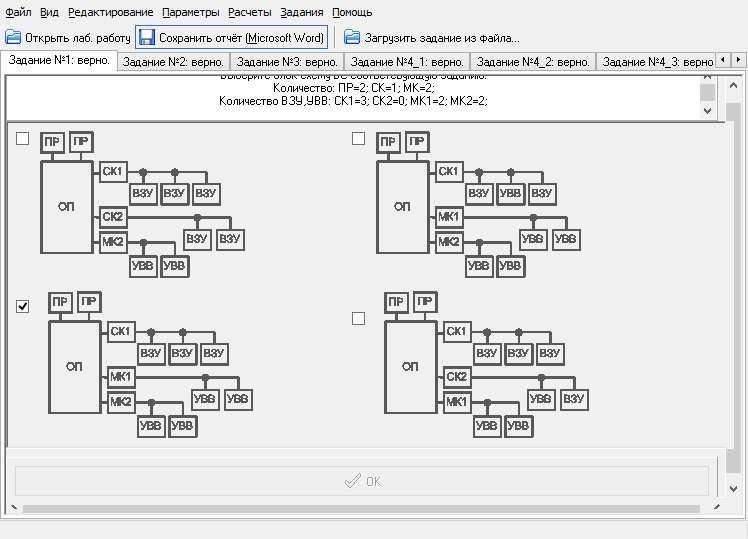 Файл Вид Редактирование Параметры Расчеты Задания Помощь
Открыть лаб. работу Сохранить отчёт (Microsoft Word) Загрузить задание из файла...
Задание №1: верно. Задание №2: верно. Задание №3: верно. Задание №4_1: верно. Задание №4_2: верно. Задание №4_3: верно.
Выберите блок схему ВС соответствующую заданию.
Количество: ПР=2; СК=1; МК=2;
Количество ВЗУ,УВВ: СК1=3; СК2=0; МК1=2; МК2=2;
ПР ПР
ОП
СК1
ВЗУ ВЗУ ВЗУ
СК2
ВЗУ ВЗУ
МК2
УВВ УВВ
ПР ПР
ОП
СК1
ВЗУ УВВ ВЗУ
МК1
УВВ УВВ
МК2
УВВ УВВ
ПР ПР
ОП
СК1
ВЗУ ВЗУ ВЗУ
МК1
УВВ УВВ
МК2
УВВ УВВ
ПР ПР
ОП
СК1
ВЗУ ВЗУ ВЗУ
СК2
УВВ ВЗУ
МК1
УВВ УВВ
OK